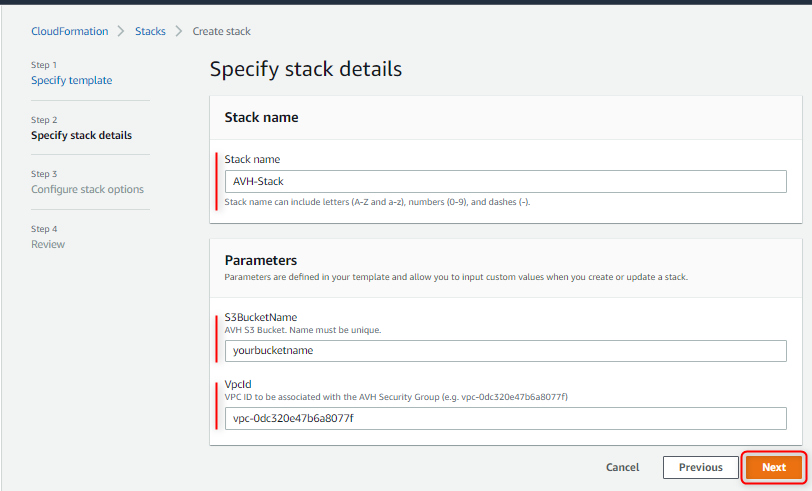 CloudFormation > Stacks > Create stack
Step 1
Specify template
Step 2
Specify stack details
Step 3
Configure stack options
Step 4
Review
Specify stack details
Stack name
Stack name
AVH-Stack
Stack name can include letters (A-Z and a-z), numbers (0-9), and dashes (-).
Parameters
Parameters are defined in your template and allow you to input custom values when you create or update a stack.
S3BucketName
AVH S3 Bucket. Name must be unique.
yourbucketname
VpcId
VPC ID to be associated with the AVH Security Group (e.g. vpc-0dc320e47b6a8077f)
vpc-0dc320e47b6a8077f
Cancel Previous Next